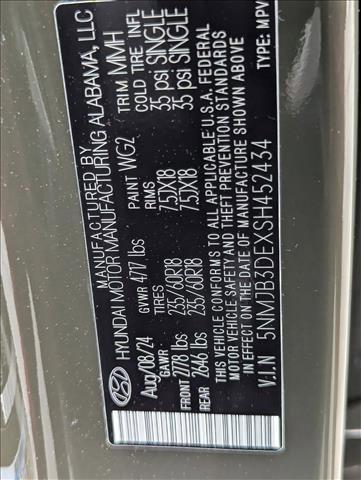 MANUFACTURED BY
HYUNDAI MOTOR MANUFACTURING ALABAMA, LLC
Aug/08/24 GVWR 4717 lbs PAINT WG2 TRIM MMH
GAWR TIRES RIMS COLD TIRE INFL
FRONT 2778 lbs 235/60R18 7.5JX18 35 psi SINGLE
REAR 2646 lbs 235/60R18 7.5JX18 35 psi SINGLE
THIS VEHICLE CONFORMS TO ALL APPLICABLE U.S.A. FEDERAL
MOTOR VEHICLE SAFETY AND THEFT PREVENTION STANDARDS IN
EFFECT ON THE DATE OF MANUFACTURE SHOWN ABOVE.
V.I.N 5NMJB3DEXSH452434 TYPE: MPV